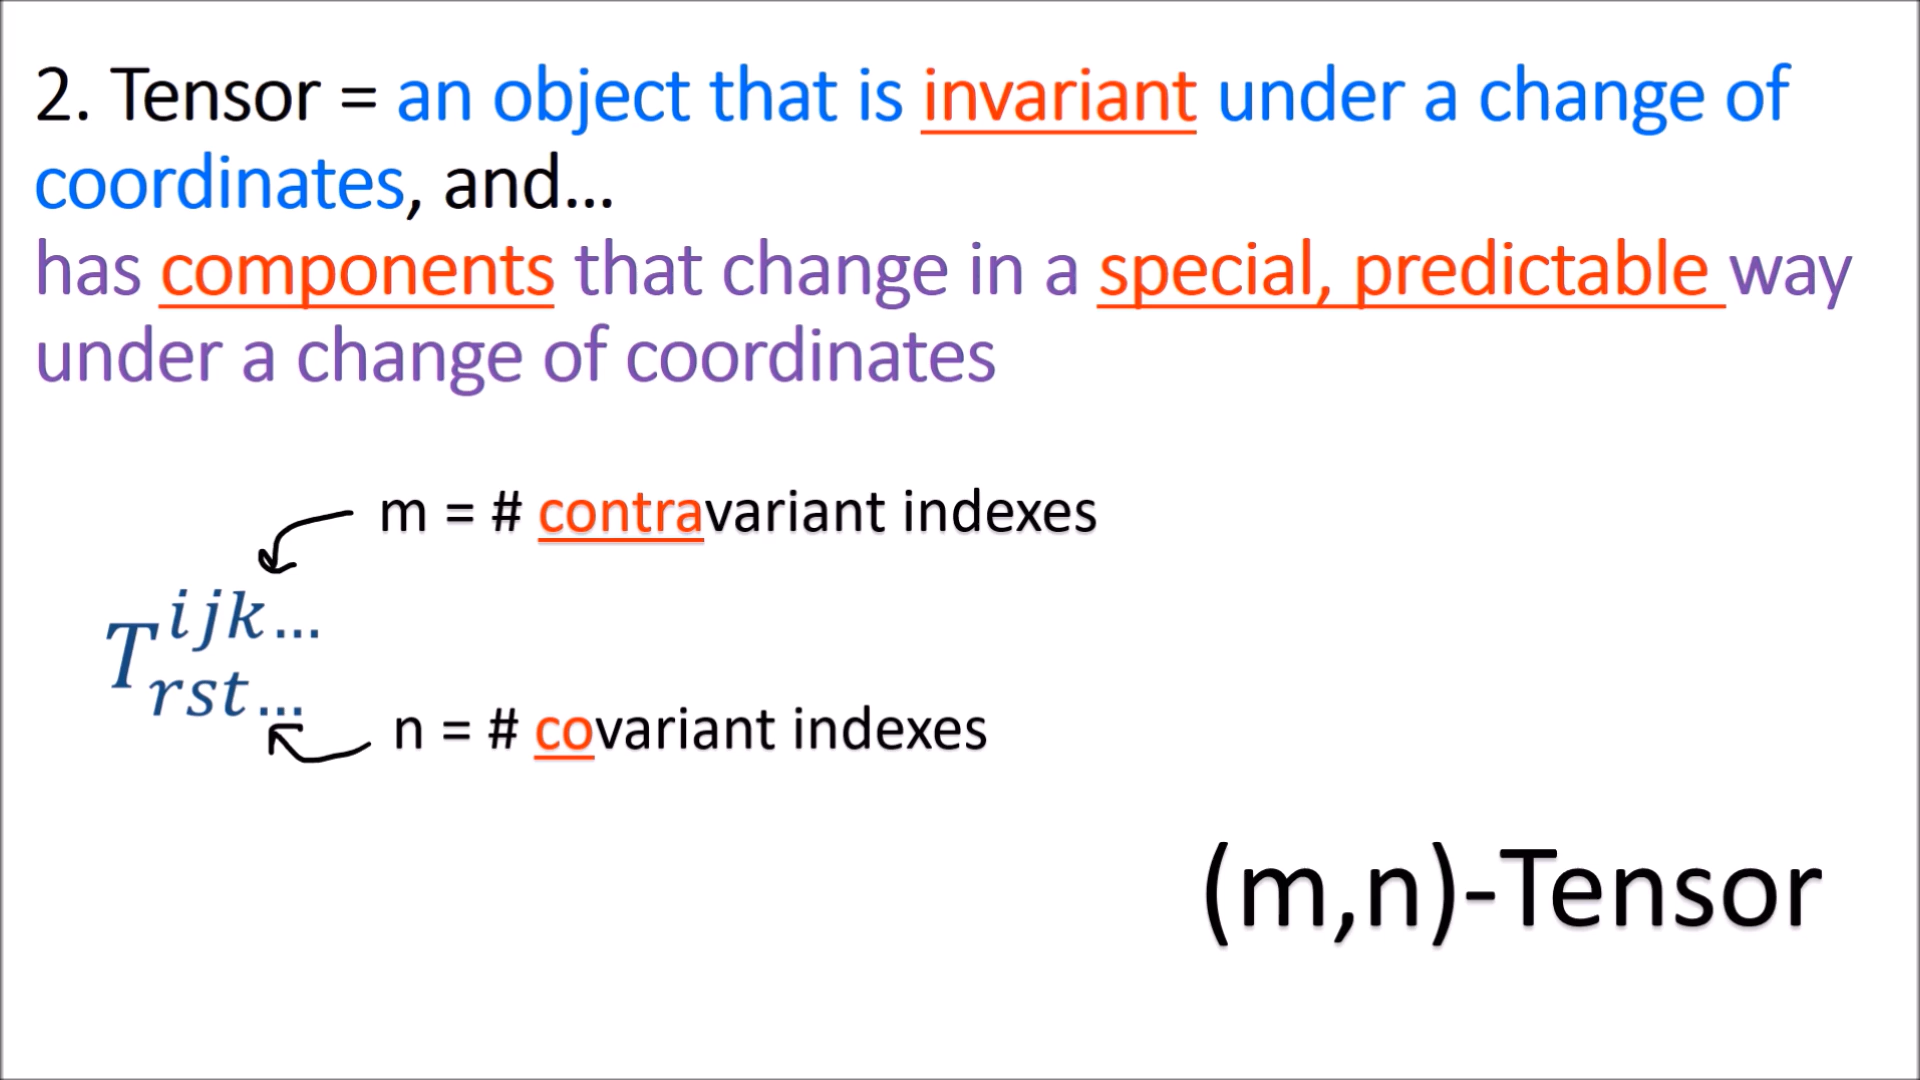 2. Tensor = an object that is invariant under a change of
coordinates, and...
has components that change in a special, predictable way
under a change of coordinates
m = # contravariant indexes
T^{ijk...}_{rst...}
n = # covariant indexes
(m,n)-Tensor